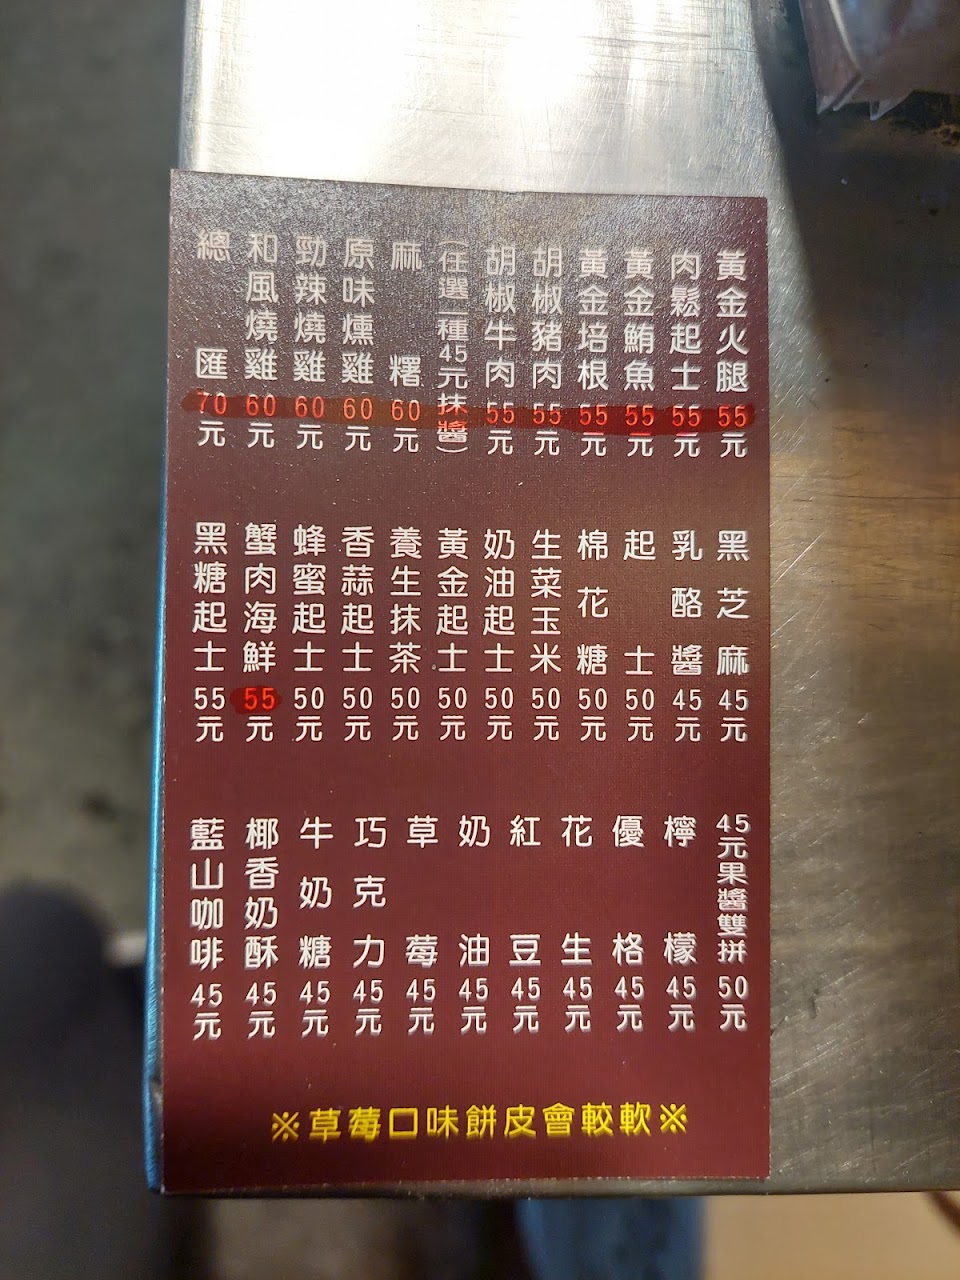 黃金火腿55元
肉鬆起士55元
黃金鮪魚55元
黃金培根55元
胡椒豬肉55元
胡椒牛肉55元
(任選一種45元抹醬)
麻糬60元
原味燻雞60元
勁辣燒雞60元
和風燒雞60元
總匯70元
黑芝麻45元
乳酪醬45元
起士50元
棉花糖50元
生菜玉米50元
奶油起士50元
黃金起士50元
養生抹茶50元
香蒜起士50元
蜂蜜起士50元
蟹肉海鮮55元
黑糖起士55元
45元果醬雙拼50元
檸檬45元
優格45元
花生45元
紅豆45元
奶油45元
草莓45元
巧克力45元
牛奶糖45元
椰香奶酥45元
藍山咖啡45元
※草莓口味餅皮會較軟※